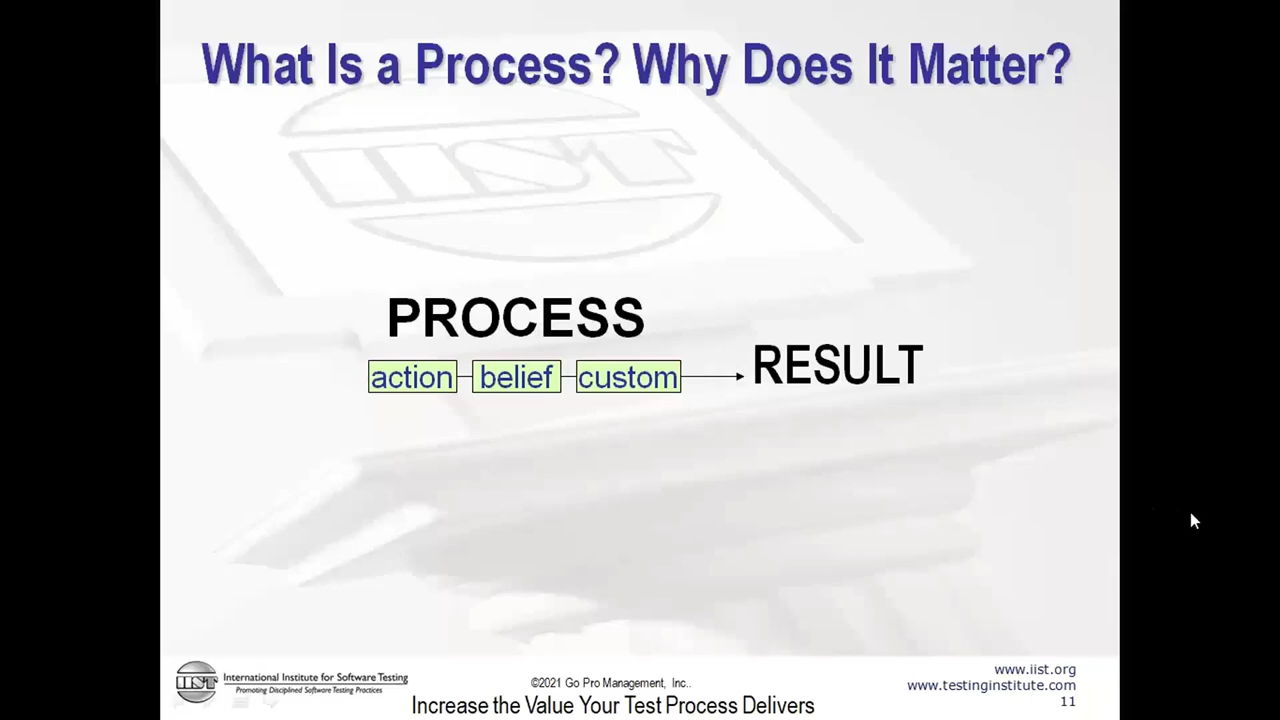 What Is a Process? Why Does It Matter?
IIST
PROCESS
action belief custom
RESULT
IIST
International Institute for Software Testing
Promoting Disciplined Software Testing Practices
©2021 Go Pro Management, Inc..
Increase the Value Your Test Process Delivers
www.iist.org
www.testinginstitute.com
11